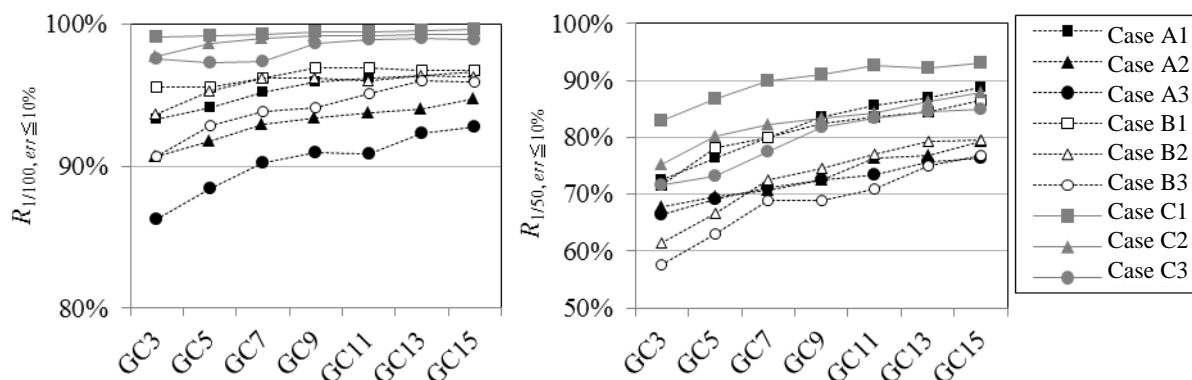 100%
90%
80%
R1/100, err≦10%
GC3
GC5
GC7
GC9
GC11
GC13
GC15
100%
90%
80%
70%
60%
50%
R1/50, err≦10%
GC3
GC5
GC7
GC9
GC11
GC13
GC15
Case A1
Case A2
Case A3
Case B1
Case B2
Case B3
Case C1
Case C2
Case C3